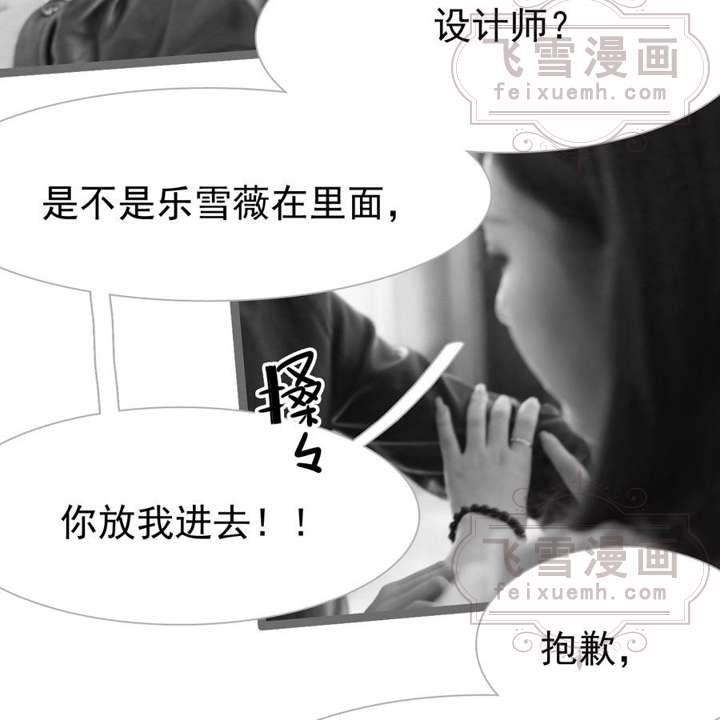 设计师？
飞雪漫画
feixuemh.com
是不是乐雪薇在里面，
搡々
你放我进去！！
飞雪漫画
feixuemh.com
抱歉，